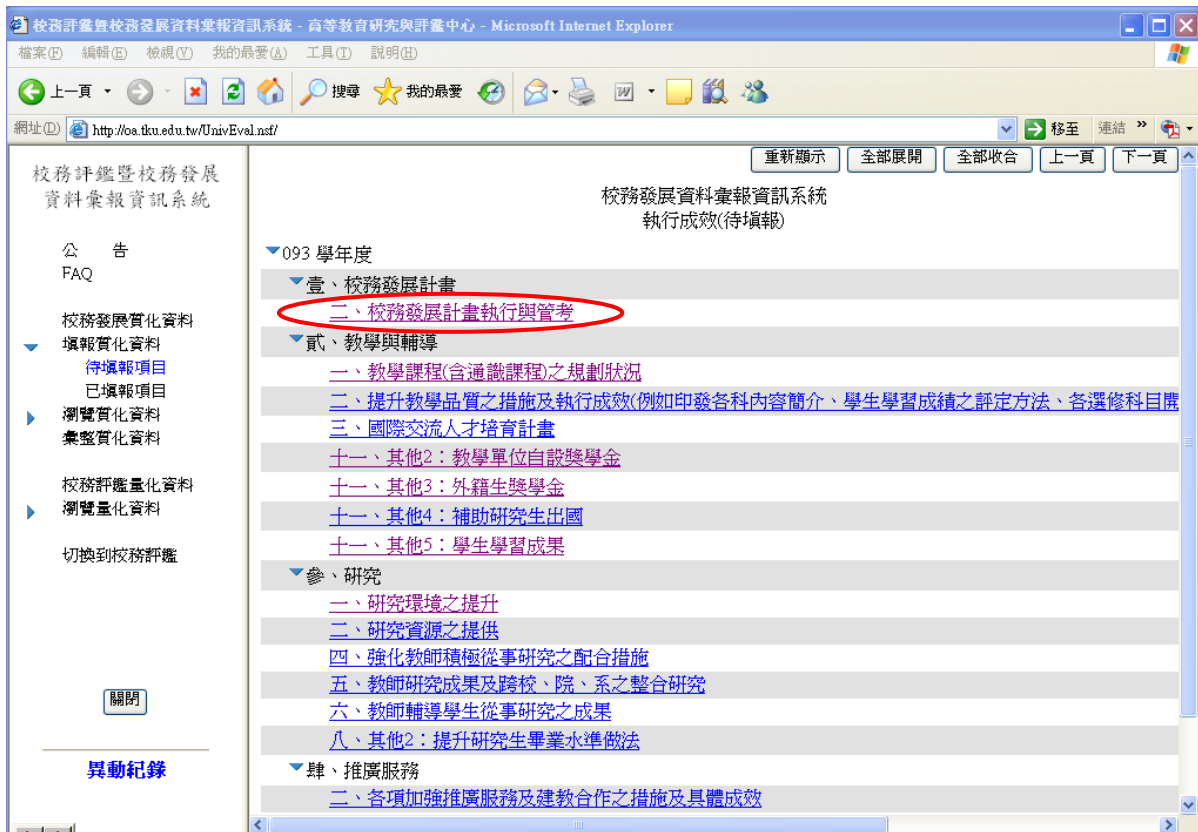 校務評鑑暨校務發展資料彙報資訊系統 - 高等教育研究與評鑑中心 - Microsoft Internet Explorer
檔案(F) 編輯(E) 檢視(V) 我的最愛(A) 工具(T) 說明(H)
上一頁 搜尋 我的最愛
網址(D) http://oa.tku.edu.tw/UnivEval.nsf/ 移至 連結 »
校務評鑑暨校務發展
資料彙報資訊系統
公 告
FAQ
校務發展質化資料
填報質化資料
待填報項目
已填報項目
瀏覽質化資料
彙整質化資料
校務評鑑量化資料
瀏覽量化資料
切換到校務評鑑
關閉
異動紀錄
重新顯示 全部展開 全部收合 上一頁 下一頁
校務發展資料彙報資訊系統
執行成效(待填報)
093 學年度
壹、校務發展計畫
二、校務發展計畫執行與管考
貳、教學與輔導
一、教學課程(含通識課程)之規劃狀況
二、提升教學品質之措施及執行成效(例如印發各科內容簡介、學生學習成績之評定方法、各選修科目開
三、國際交流人才培育計畫
十一、其他2：教學單位自設獎學金
十一、其他3：外籍生獎學金
十一、其他4：補助研究生出國
十一、其他5：學生學習成果
參、研究
一、研究環境之提升
二、研究資源之提供
四、強化教師積極從事研究之配合措施
五、教師研究成果及跨校、院、系之整合研究
六、教師輔導學生從事研究之成果
八、其他2：提升研究生畢業水準做法
肆、推廣服務
二、各項加強推廣服務及建教合作之措施及具體成效